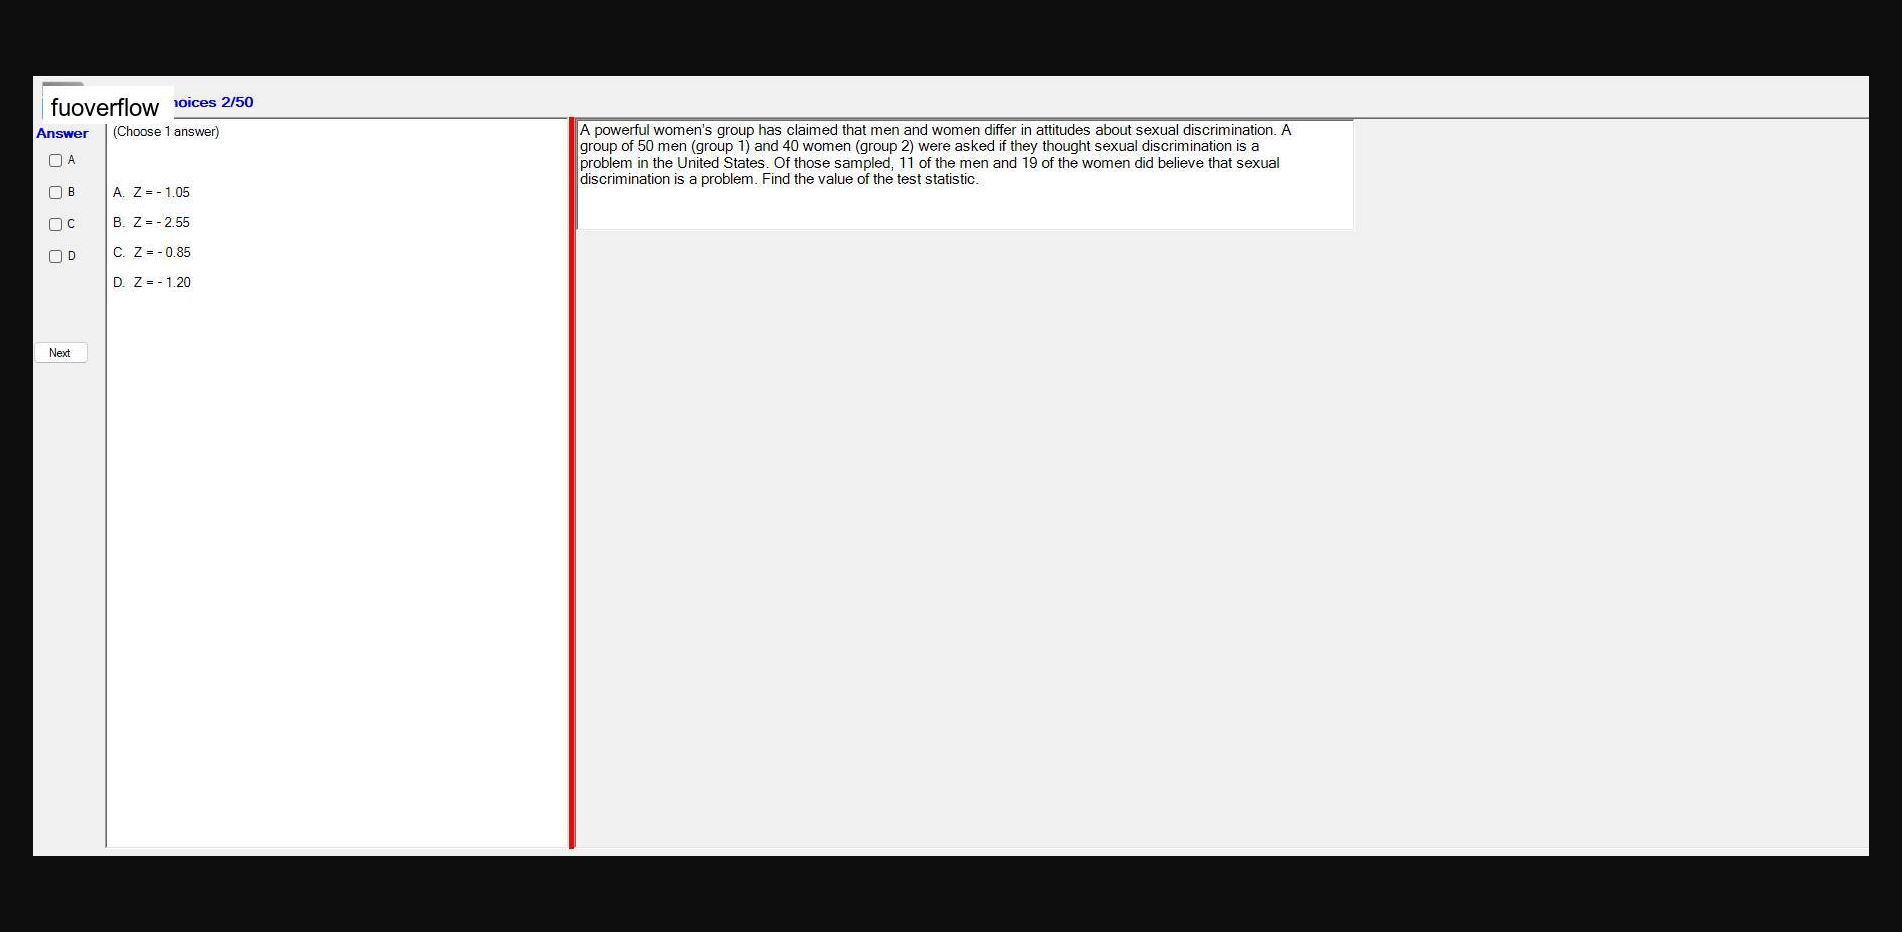 fuoverflow
hoices 2/50
Answer
(Choose 1 answer)
A
B
C
D
A. Z = - 1.05
B. Z = - 2.55
C. Z = - 0.85
D. Z = - 1.20
Next
A powerful women's group has claimed that men and women differ in attitudes about sexual discrimination. A
group of 50 men (group 1) and 40 women (group 2) were asked if they thought sexual discrimination is a
problem in the United States. Of those sampled, 11 of the men and 19 of the women did believe that sexual
discrimination is a problem. Find the value of the test statistic.